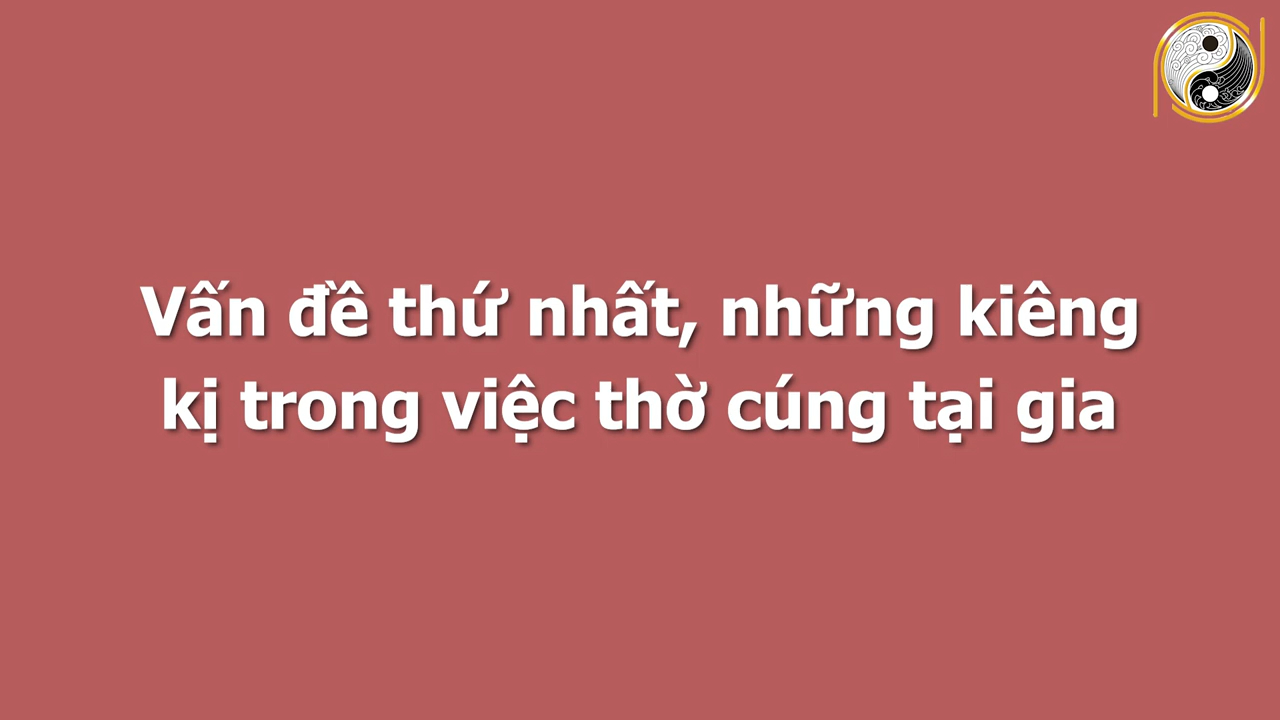 Vấn đề thứ nhất, những kiêng
kị trong việc thờ cúng tại gia